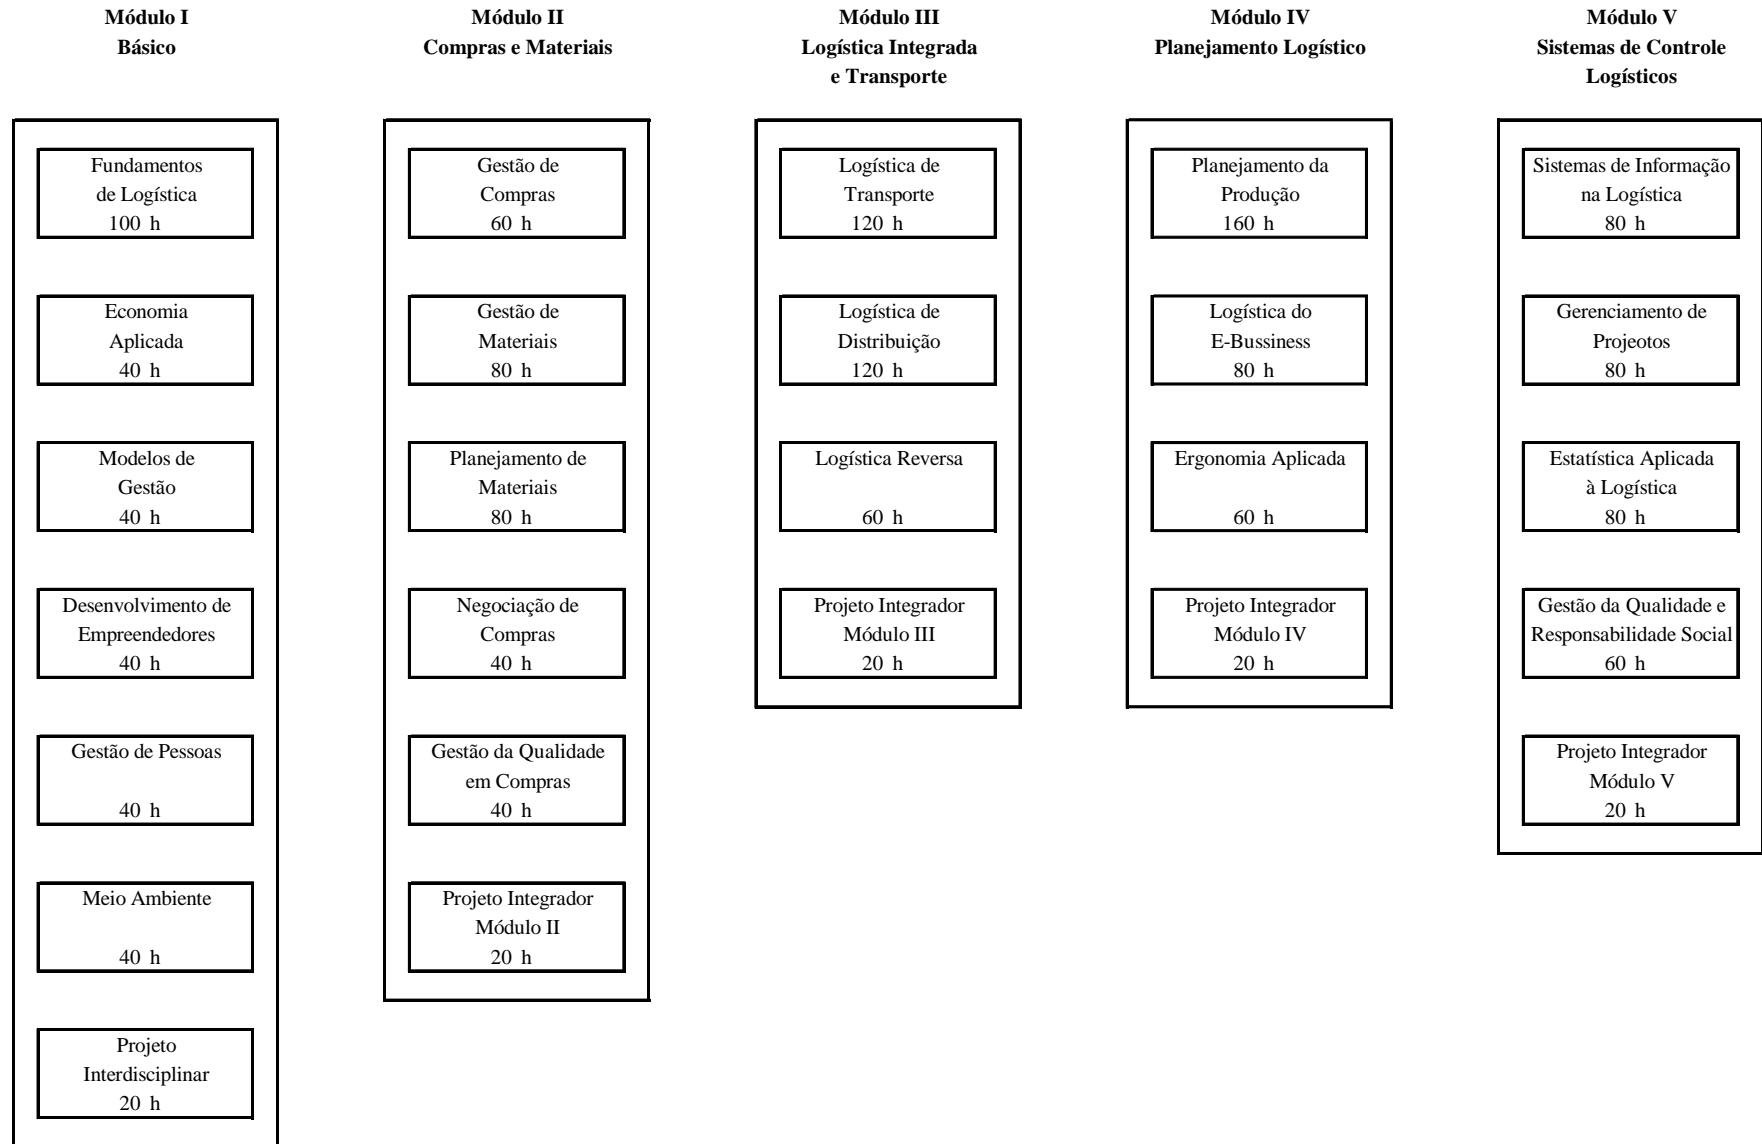 Módulo I
Básico
Fundamentos
de Logística
100 h
Economia
Aplicada
40 h
Modelos de
Gestão
40 h
Desenvolvimento de
Empreendedores
40 h
Gestão de Pessoas
40 h
Meio Ambiente
40 h
Projeto
Interdisciplinar
20 h
Módulo II
Compras e Materiais
Gestão de
Compras
60 h
Gestão de
Materiais
80 h
Planejamento de
Materiais
80 h
Negociação de
Compras
40 h
Gestão da Qualidade
em Compras
40 h
Projeto Integrador
Módulo II
20 h
Módulo III
Logística Integrada
e Transporte
Logística de
Transporte
120 h
Logística de
Distribuição
120 h
Logística Reversa
60 h
Projeto Integrador
Módulo III
20 h
Módulo IV
Planejamento Logístico
Planejamento da
Produção
160 h
Logística do
E-Bussiness
80 h
Ergonomia Aplicada
60 h
Projeto Integrador
Módulo IV
20 h
Módulo V
Sistemas de Controle
Logísticos
Sistemas de Informação
na Logística
80 h
Gerenciamento de
Projeotos
80 h
Estatística Aplicada
à Logística
80 h
Gestão da Qualidade e
Responsabilidade Social
60 h
Projeto Integrador
Módulo V
20 h